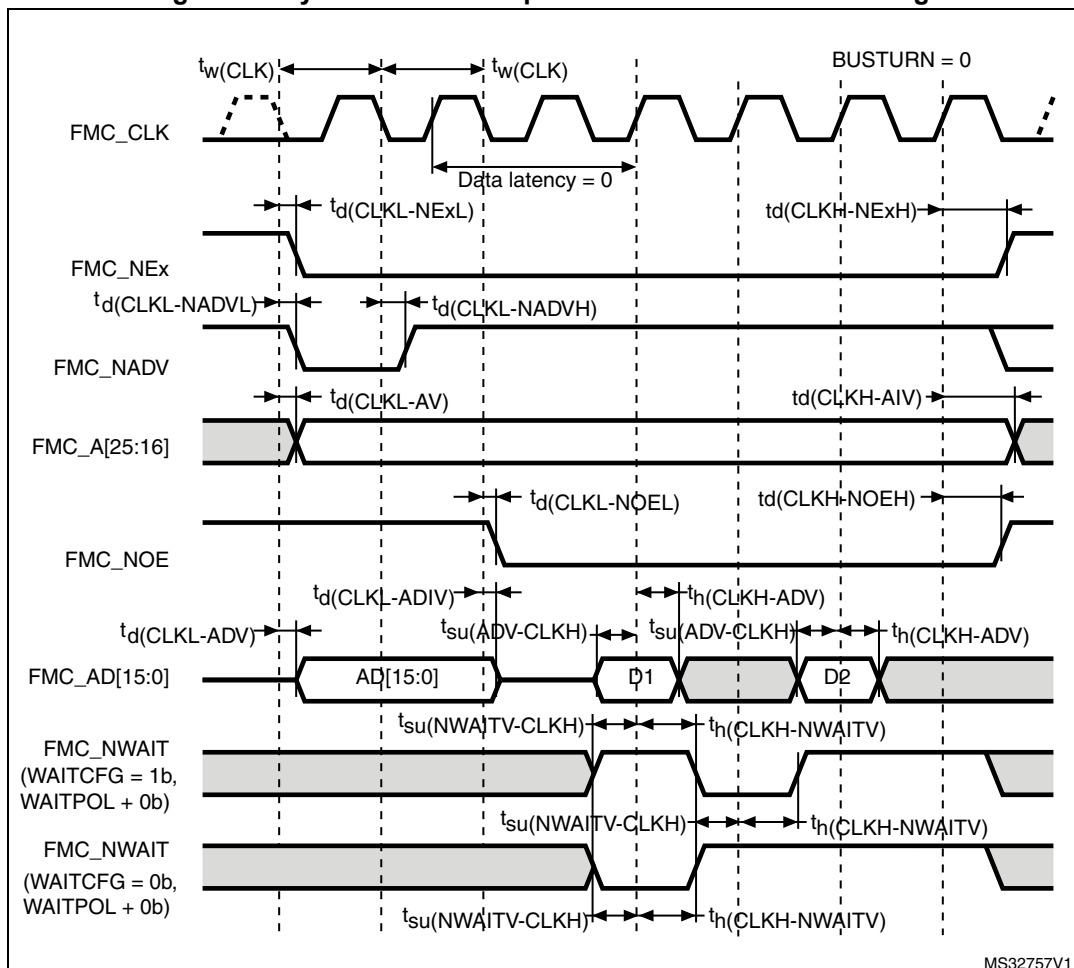 tw(CLK)
tw(CLK)
BUSTURN = 0
FMC_CLK
Data latency = 0
td(CLKL-NExL)
td(CLKH-NExH)
FMC_NEx
td(CLKL-NADVL)
td(CLKL-NADVH)
FMC_NADV
td(CLKL-AV)
td(CLKH-AIV)
FMC_A[25:16]
td(CLKL-NOEL)
td(CLKH-NOEH)
FMC_NOE
td(CLKL-ADIV)
th(CLKH-ADV)
td(CLKL-ADV)
tsu(ADV-CLKH)
tsu(ADV-CLKH)
th(CLKH-ADV)
FMC_AD[15:0]
AD[15:0]
D1
D2
tsu(NWAITV-CLKH)
th(CLKH-NWAITV)
FMC_NWAIT
(WAITCFG = 1b,
WAITPOL + 0b)
tsu(NWAITV-CLKH)
th(CLKH-NWAITV)
FMC_NWAIT
(WAITCFG = 0b,
WAITPOL + 0b)
tsu(NWAITV-CLKH)
th(CLKH-NWAITV)
MS32757V1